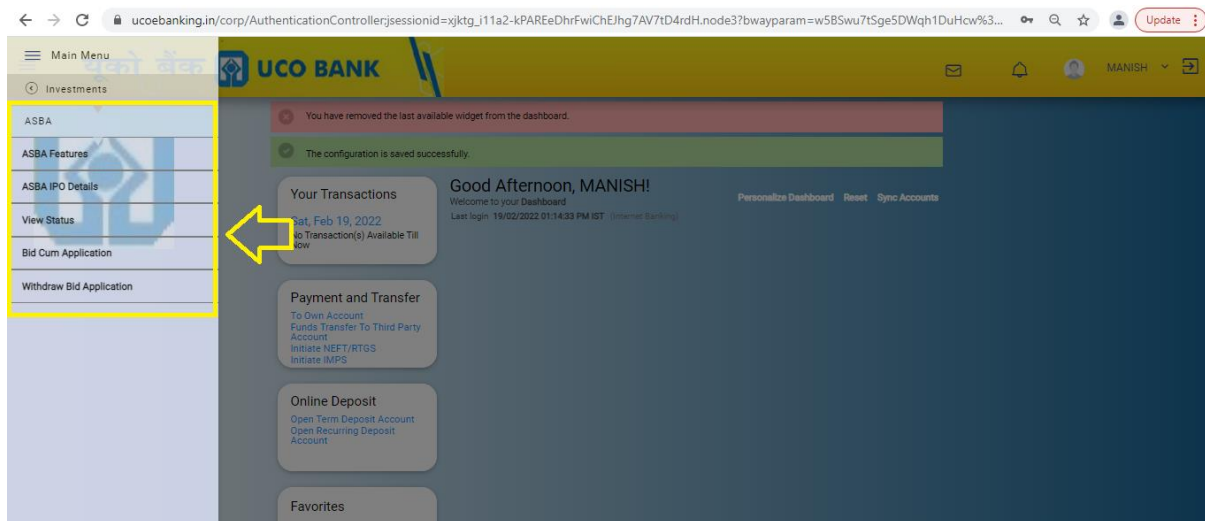 ucoebanking.in/corp/AuthenticationController;jsessionid=xjktg_i11a2-kPAREeDhrFwiChEJhg7AV7tD4rdH.node3?bwayparam=w5BSwu7tSgeSDWqh1DuHcw%3...
Update
Main Menu
यूको बैंक
UCO BANK
MANISH
Investments
ASBA
ASBA Features
ASBA IPO Details
View Status
Bid Cum Application
Withdraw Bid Application
You have removed the last available widget from the dashboard.
The configuration is saved successfully.
Your Transactions
Sat, Feb 19, 2022
No Transaction(s) Available Till
Now
Good Afternoon, MANISH!
Welcome to your Dashboard
Last login 19/02/2022 01:14:33 PM IST (Internet Banking)
Personalize Dashboard Reset Sync Accounts
Payment and Transfer
To Own Account
Funds Transfer To Third Party
Account
Initiate NEFT/RTGS
Initiate IMPS
Online Deposit
Open Term Deposit Account
Open Recurring Deposit
Account
Favorites